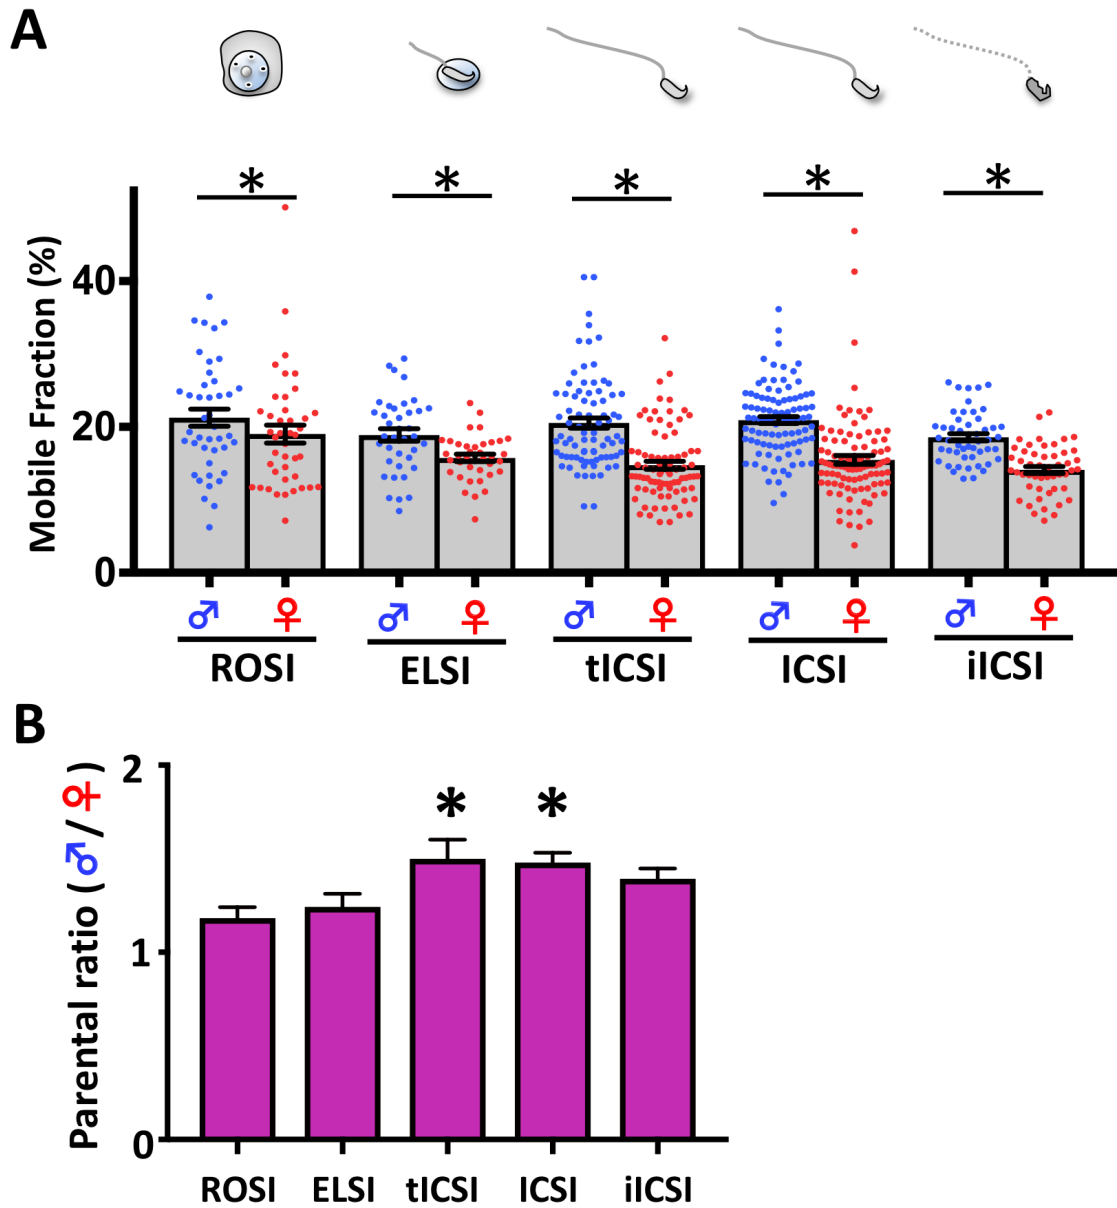 A
* * * * *
Mobile Fraction (%)
40
20
0
♂ ♀ ♂ ♀ ♂ ♀ ♂ ♀ ♂ ♀
ROSI ELSI tICSI ICSI iICSI
B
Parental ratio (♂/♀)
2
* *
1
0
ROSI ELSI tICSI ICSI iICSI